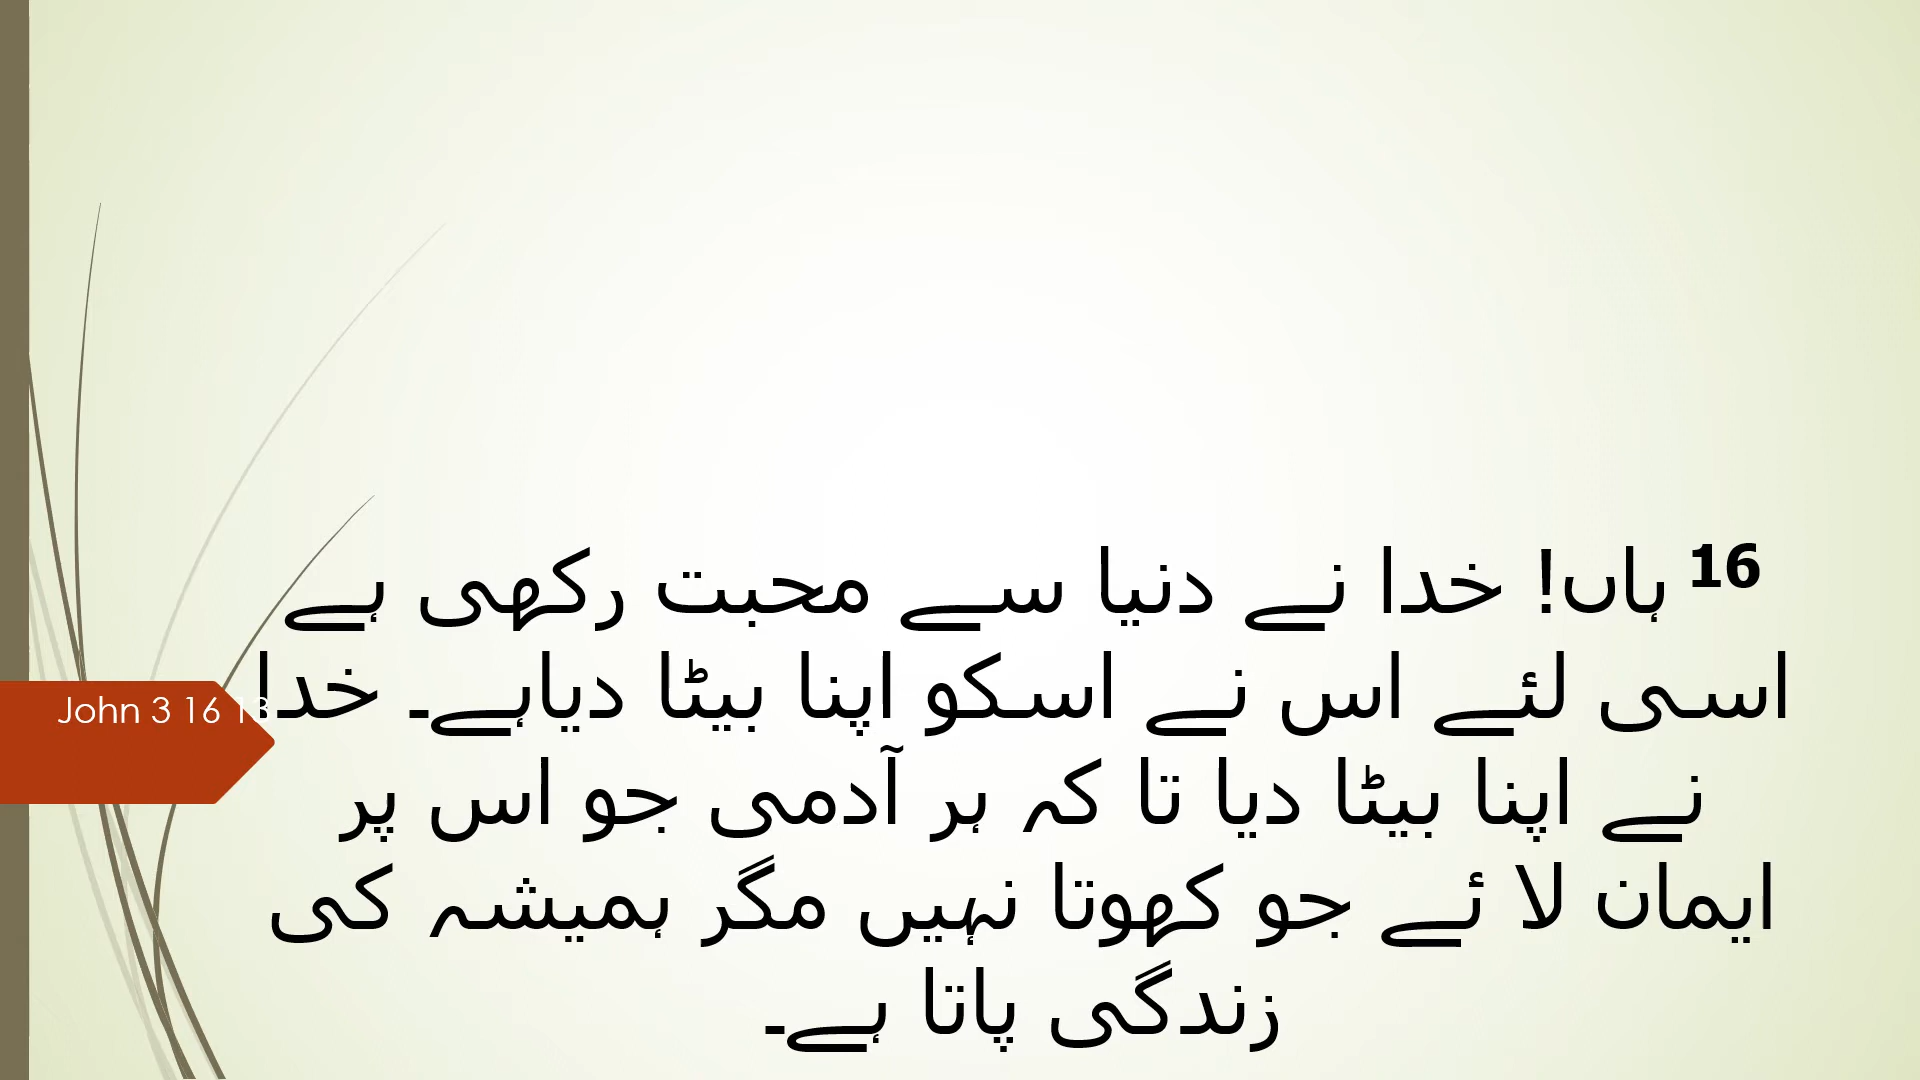 16 ہاں! خدا نے دنیا سے محبت رکھی ہے
اسی لئے اس نے اسکو اپنا بیٹا دیاہے۔ خدا
نے اپنا بیٹا دیا تا کہ ہر آدمی جو اس پر
ایمان لا ئے جو کھوتا نہیں مگر ہمیشہ کی
زندگی پاتا ہے۔
John 3 16 18